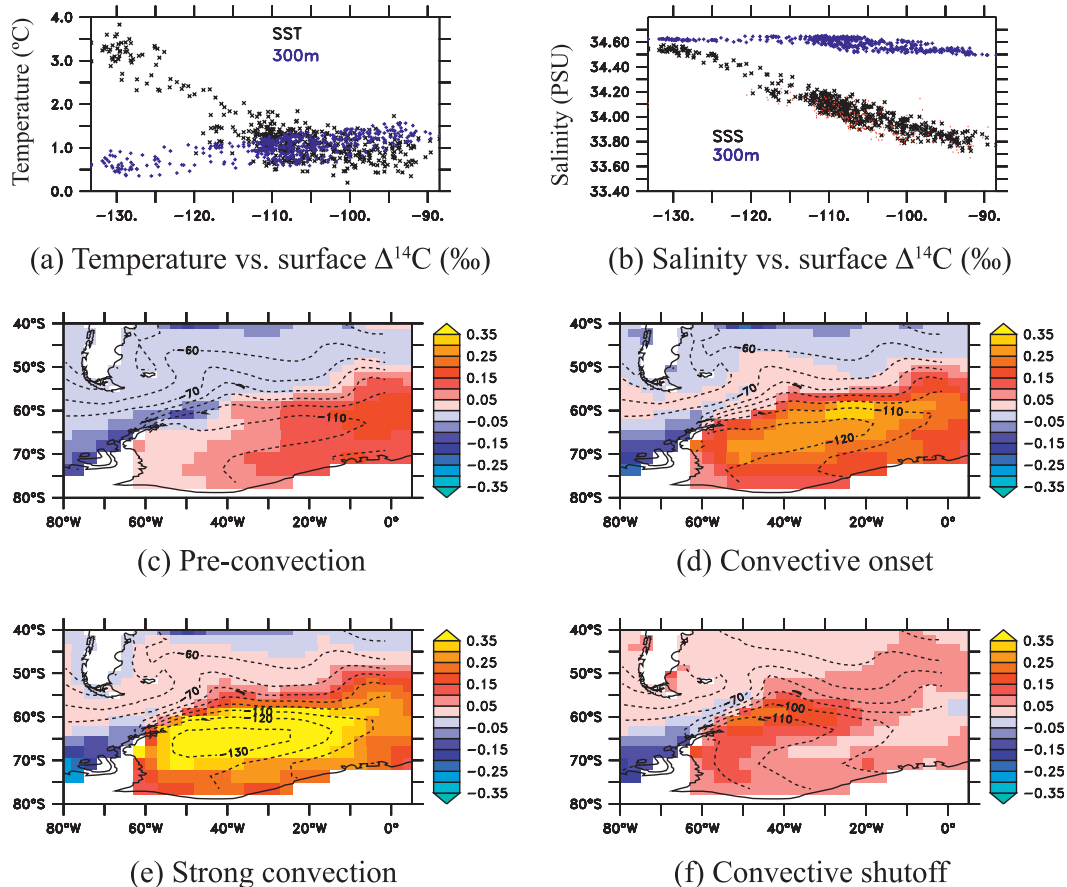 4.0
3.0
2.0
1.0
0.0
Temperature (ºC)
SST
300m
−130. −120. −110. −100. −90.
(a) Temperature vs. surface Δ¹⁴C (‰)
34.60
34.40
34.20
34.00
33.80
33.60
33.40
Salinity (PSU)
SSS
300m
−130. −120. −110. −100. −90.
(b) Salinity vs. surface Δ¹⁴C (‰)
40°S
50°S
60°S
70°S
80°S
−60
−70
−110
80°W 60°W 40°W 20°W 0°
0.35
0.25
0.15
0.05
−0.05
−0.15
−0.25
−0.35
(c) Pre-convection
40°S
50°S
60°S
70°S
80°S
−60
−70
−110
−120
80°W 60°W 40°W 20°W 0°
0.35
0.25
0.15
0.05
−0.05
−0.15
−0.25
−0.35
(d) Convective onset
40°S
50°S
60°S
70°S
80°S
−60
−70
−110
−120
−130
80°W 60°W 40°W 20°W 0°
0.35
0.25
0.15
0.05
−0.05
−0.15
−0.25
−0.35
(e) Strong convection
40°S
50°S
60°S
70°S
80°S
−60
−70
−100
−110
80°W 60°W 40°W 20°W 0°
0.35
0.25
0.15
0.05
−0.05
−0.15
−0.25
−0.35
(f) Convective shutoff